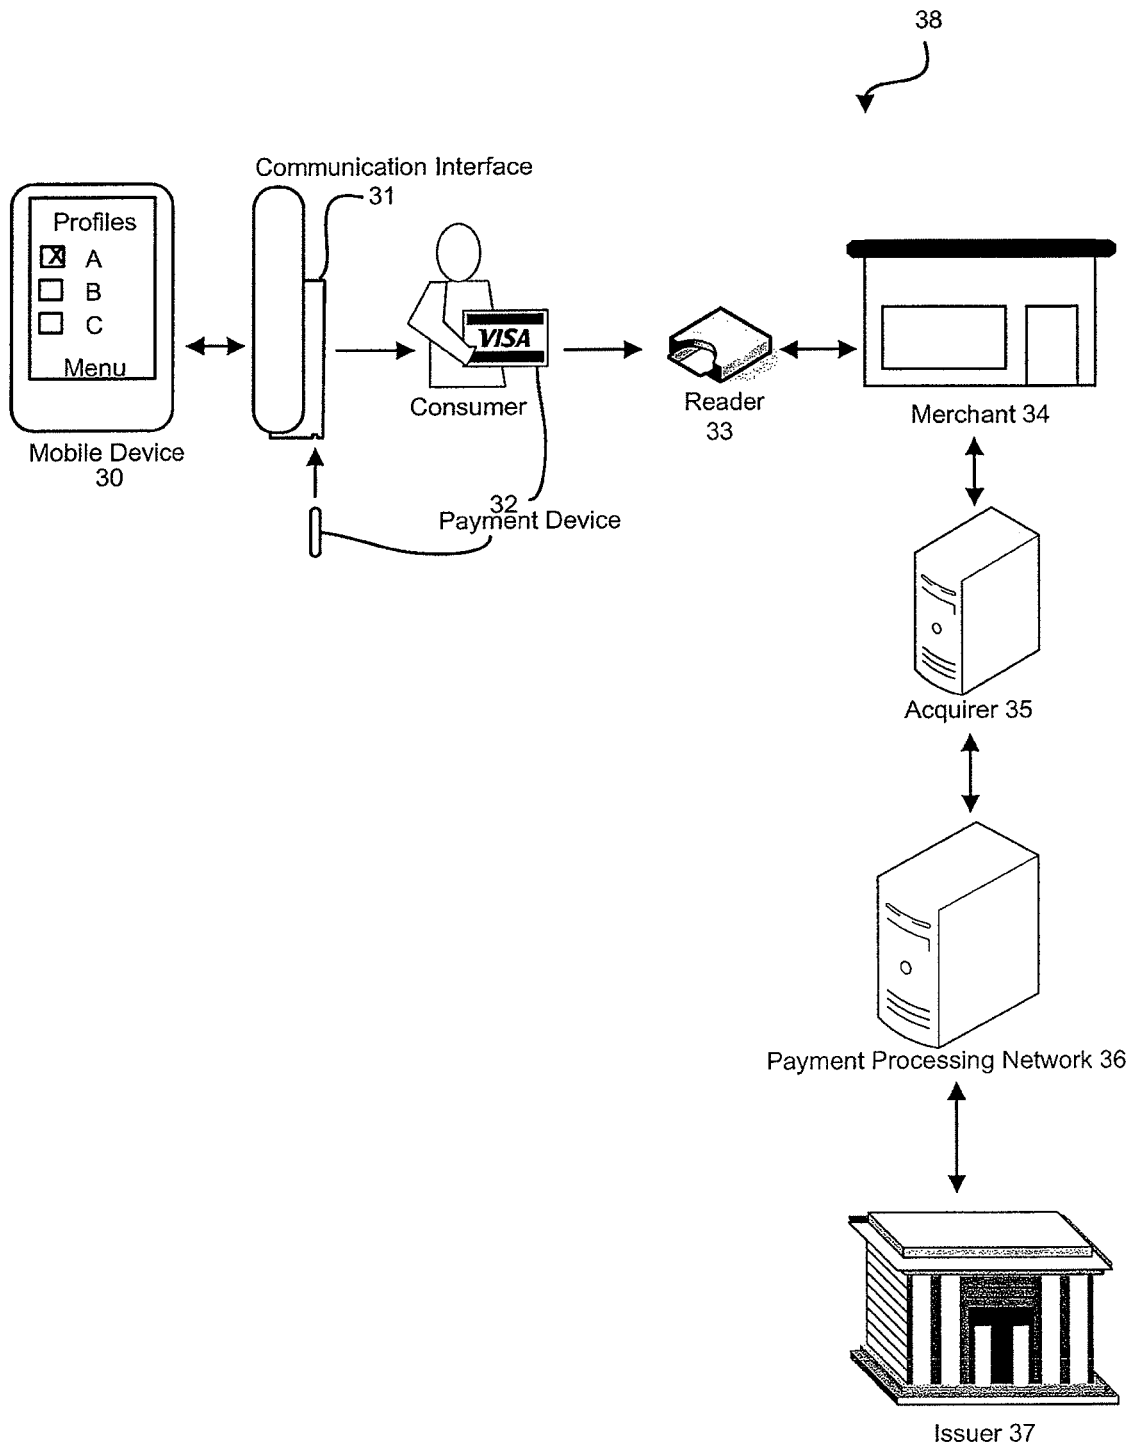 38
Communication Interface
31
Profiles
X A
B
C
Menu
Mobile Device
30
VISA
Consumer
Reader
33
Merchant 34
32
Payment Device
Acquirer 35
Payment Processing Network 36
Issuer 37